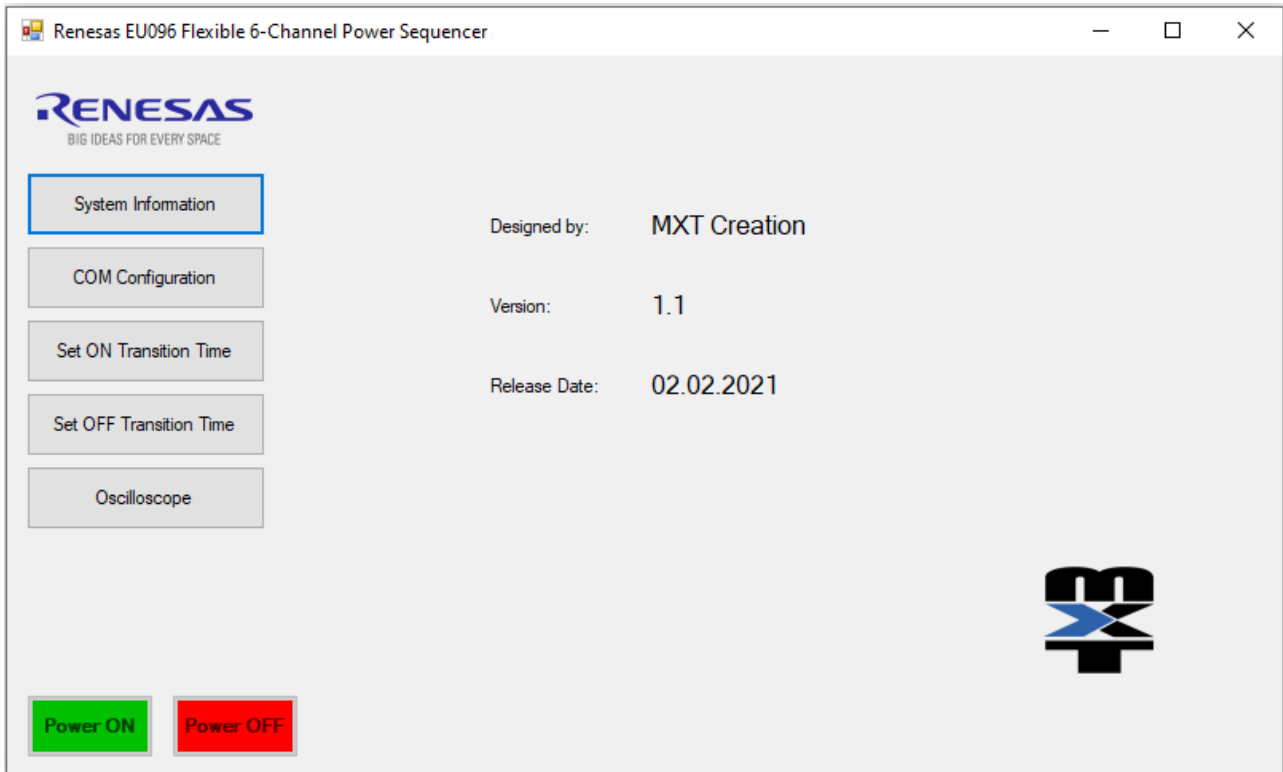 Renesas EU096 Flexible 6-Channel Power Sequencer
RENESAS
BIG IDEAS FOR EVERY SPACE
System Information
COM Configuration
Set ON Transition Time
Set OFF Transition Time
Oscilloscope
Designed by: MXT Creation
Version: 1.1
Release Date: 02.02.2021
mxT
Power ON Power OFF